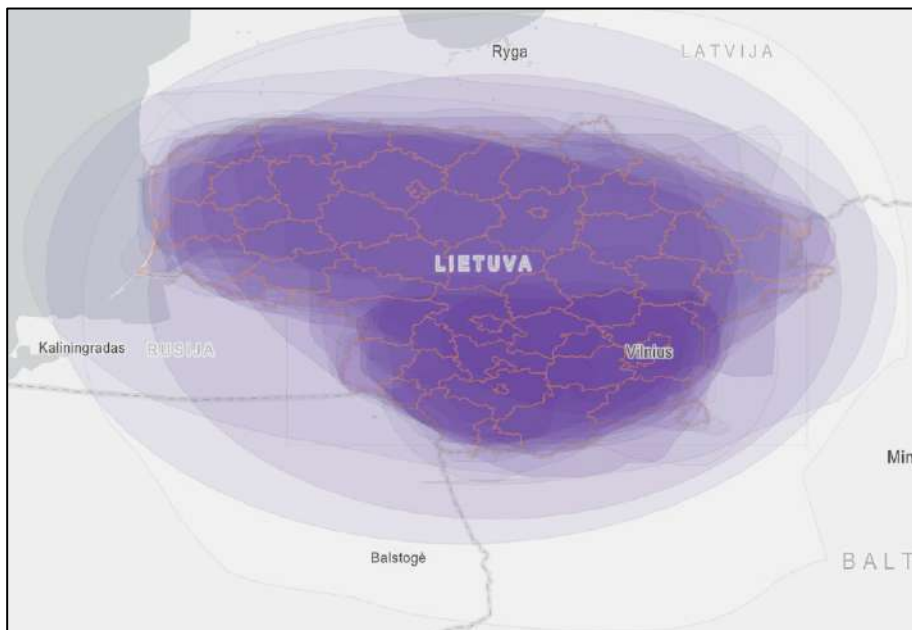 Ryga
LATVIJA
LIETUVA
Kaliningradas
RUSIJA
Vilnius
Min
Balstogė
BALT